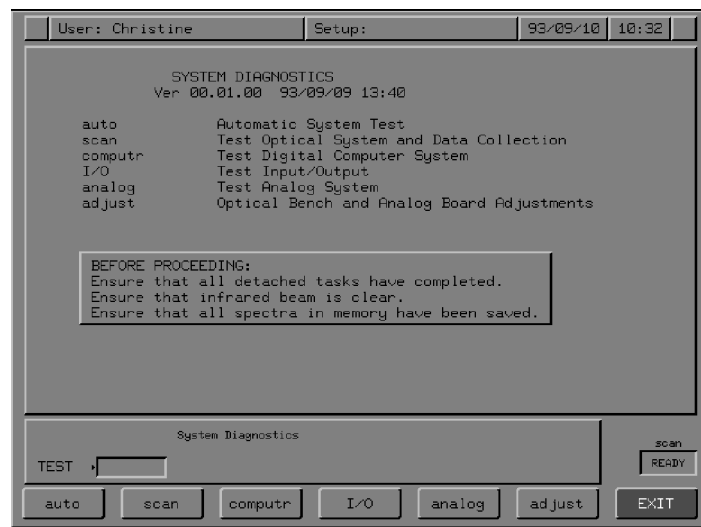 User: Christine Setup: 93/09/10 10:32
SYSTEM DIAGNOSTICS
Ver 00.01.00 93/09/09 13:40
auto Automatic System Test
scan Test Optical System and Data Collection
computr Test Digital Computer System
I/O Test Input/Output
analog Test Analog System
adjust Optical Bench and Analog Board Adjustments
BEFORE PROCEEDING:
Ensure that all detached tasks have completed.
Ensure that infrared beam is clear.
Ensure that all spectra in memory have been saved.
System Diagnostics
TEST
scan
READY
auto scan computr I/O analog adjust EXIT